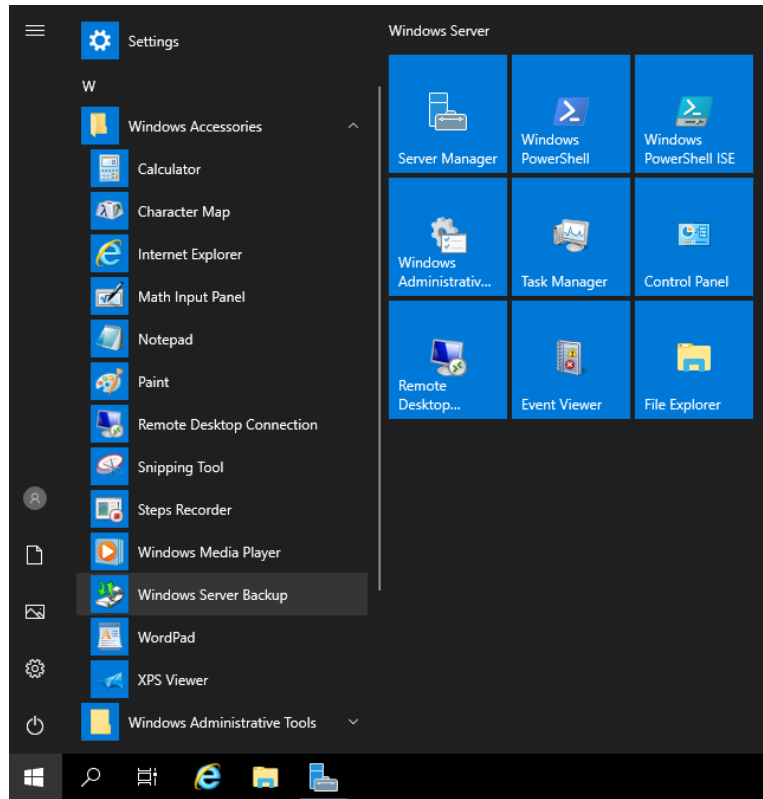 Settings
W
Windows Accessories
Calculator
Character Map
Internet Explorer
Math Input Panel
Notepad
Paint
Remote Desktop Connection
Snipping Tool
Steps Recorder
Windows Media Player
Windows Server Backup
WordPad
XPS Viewer
Windows Administrative Tools
Windows Server
Server Manager
Windows
PowerShell
Windows
PowerShell ISE
Windows
Administrativ...
Task Manager
Control Panel
Remote
Desktop...
Event Viewer
File Explorer